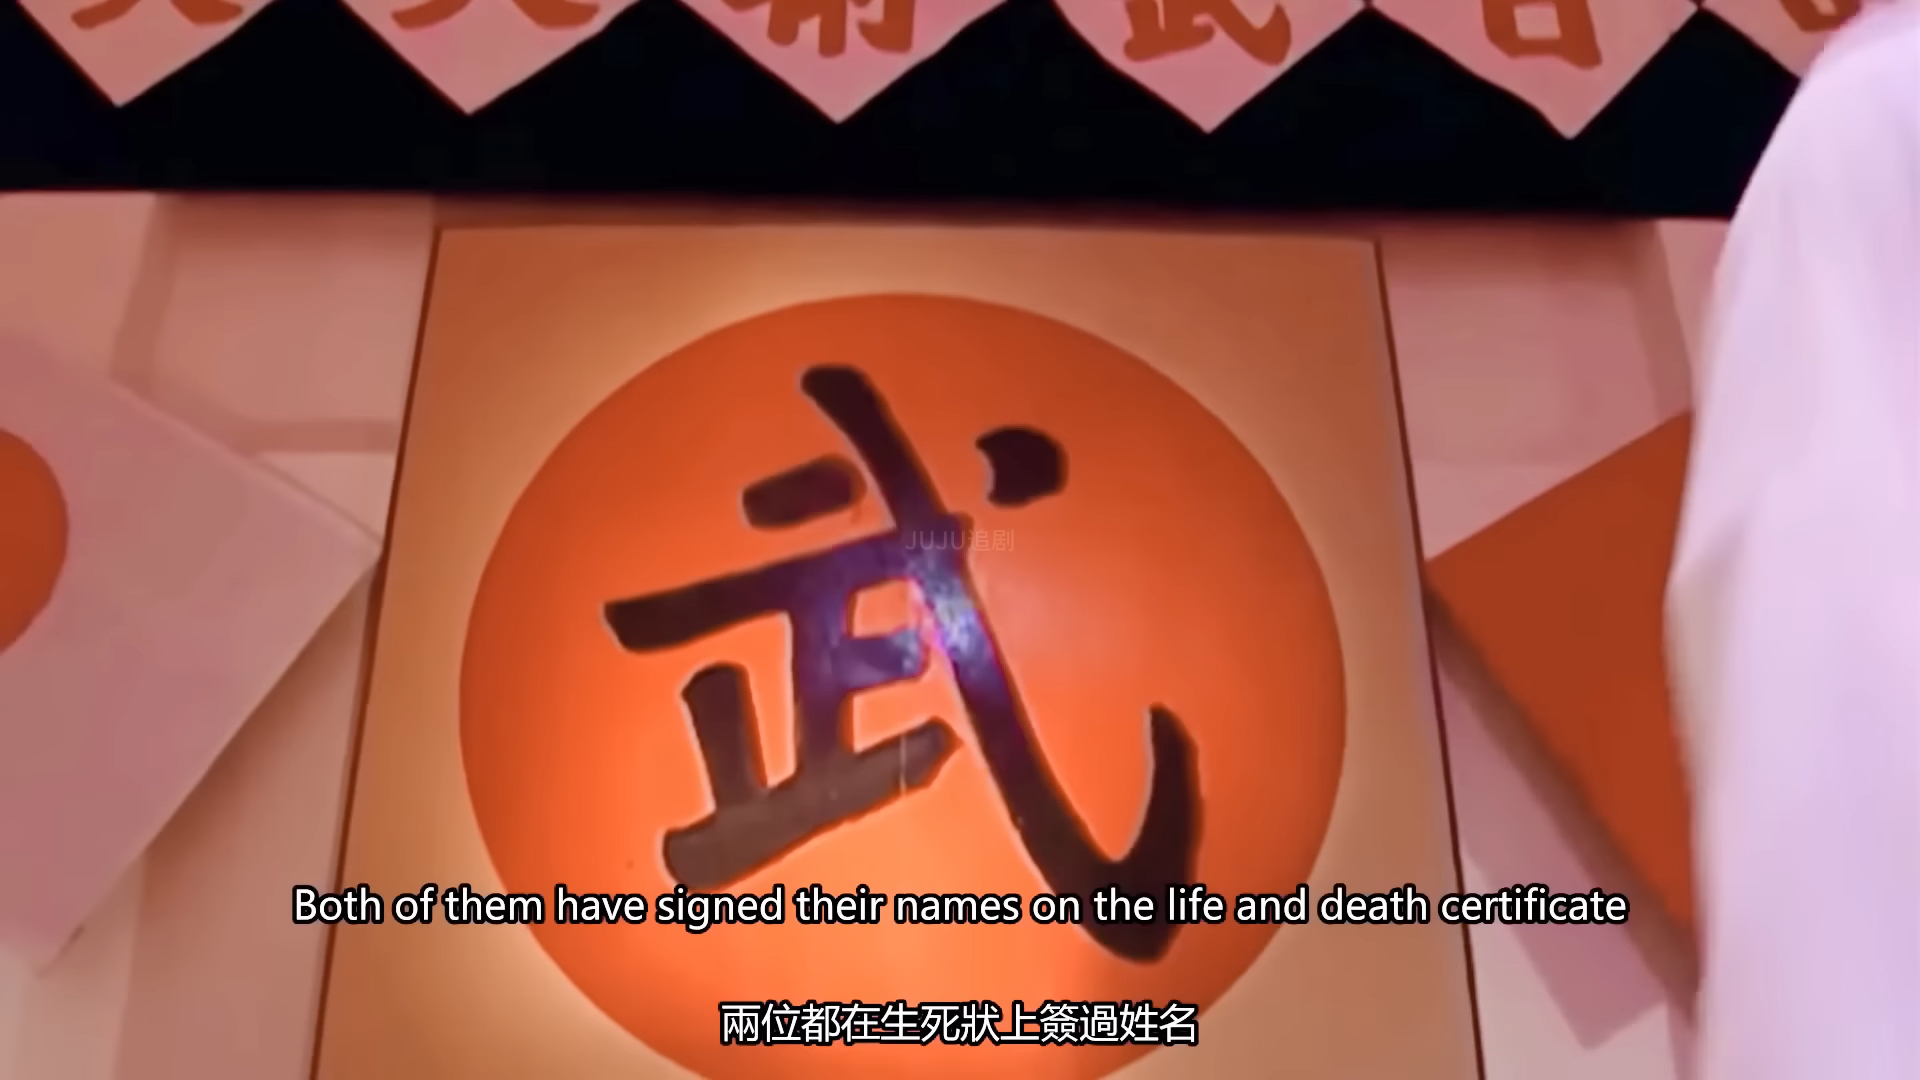 武
JUJU追剧
Both of them have signed their names on the life and death certificate
兩位都在生死狀上簽過姓名